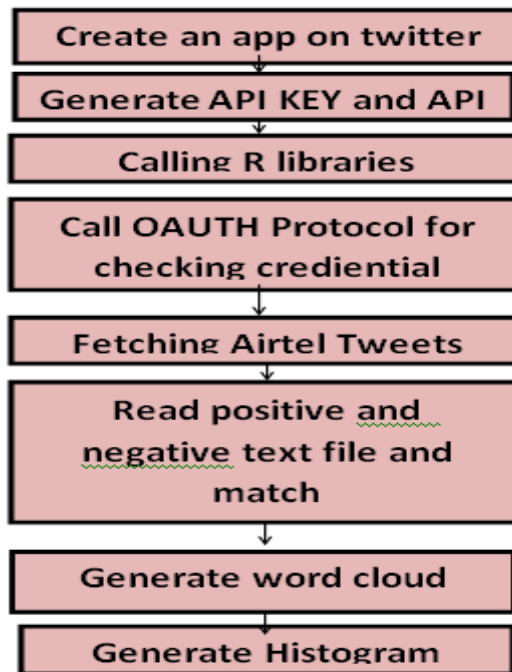 Create an app on twitter
Generate API KEY and API
Calling R libraries
Call OAUTH Protocol for
checking crediential
Fetching Airtel Tweets
Read positive and
negative text file and
match
Generate word cloud
Generate Histogram